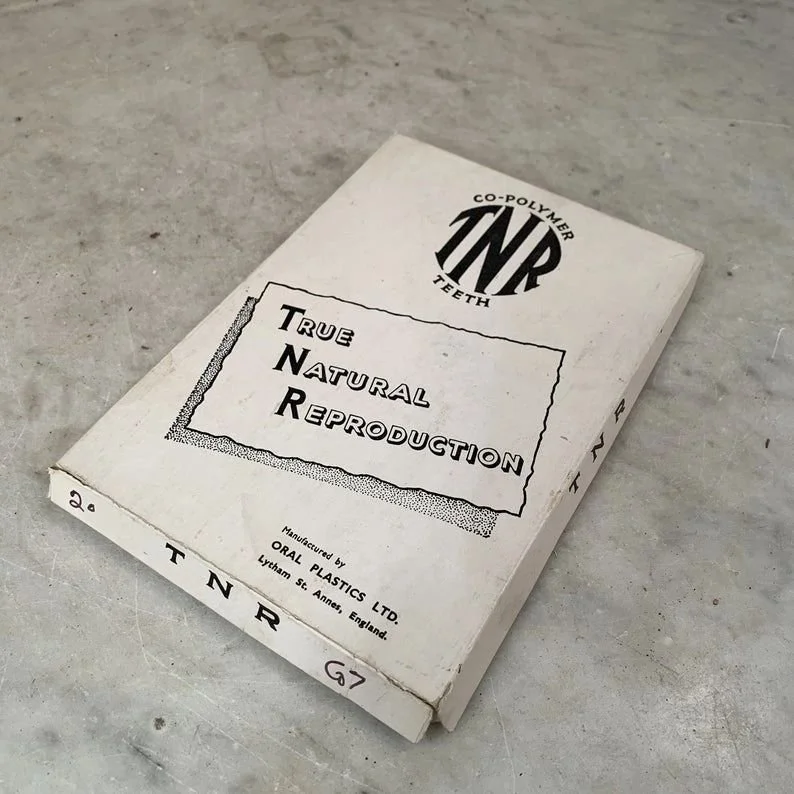 CO-POLYMER
TNR
TEETH
TRUE
NATURAL
REPRODUCTION
Manufactured by
ORAL PLASTICS LTD.
Lytham St. Annes, England.
TNR
20
TNR
G7